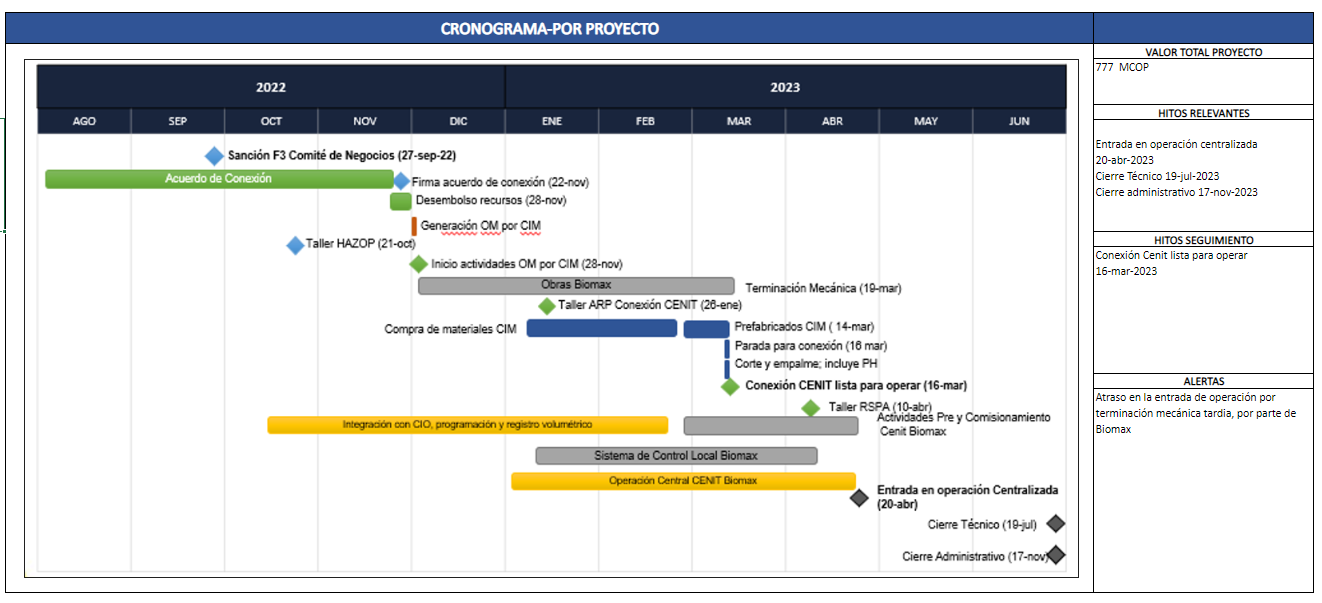 CRONOGRAMA-POR PROYECTO
2022
2023
AGO
SEP
OCT
NOV
DIC
ENE
FEB
MAR
ABR
MAY
JUN
Sanción F3 Comité de Negocios (27-sep-22)
Acuerdo de Conexión
Firma acuerdo de conexión (22-nov)
Desembolso recursos (28-nov)
Generación OM por CIM
Taller HAZOP (21-oct)
Inicio actividades OM por CIM (28-nov)
Obras Biomax
Terminación Mecánica (19-mar)
Taller ARP Conexión CENIT (26-ene)
Compra de materiales CIM
Prefabricados CIM ( 14-mar)
Parada para conexión (16 mar)
Corte y empalme; incluye PH
Conexión CENIT lista para operar (16-mar)
Taller RSPA (10-abr)
Integración con CIO, programación y registro volumétrico
Actividades Pre y Comisionamiento
Cenit Biomax
Sistema de Control Local Biomax
Operación Central CENIT Biomax
Entrada en operación Centralizada
(20-abr)
Cierre Técnico (19-jul)
Cierre Administrativo (17-nov)
VALOR TOTAL PROYECTO
777 MCOP
HITOS RELEVANTES
Entrada en operación centralizada
20-abr-2023
Cierre Técnico 19-jul-2023
Cierre administrativo 17-nov-2023
HITOS SEGUIMIENTO
Conexión Cenit lista para operar
16-mar-2023
ALERTAS
Atraso en la entrada de operación por
terminación mecánica tardia, por parte de
Biomax